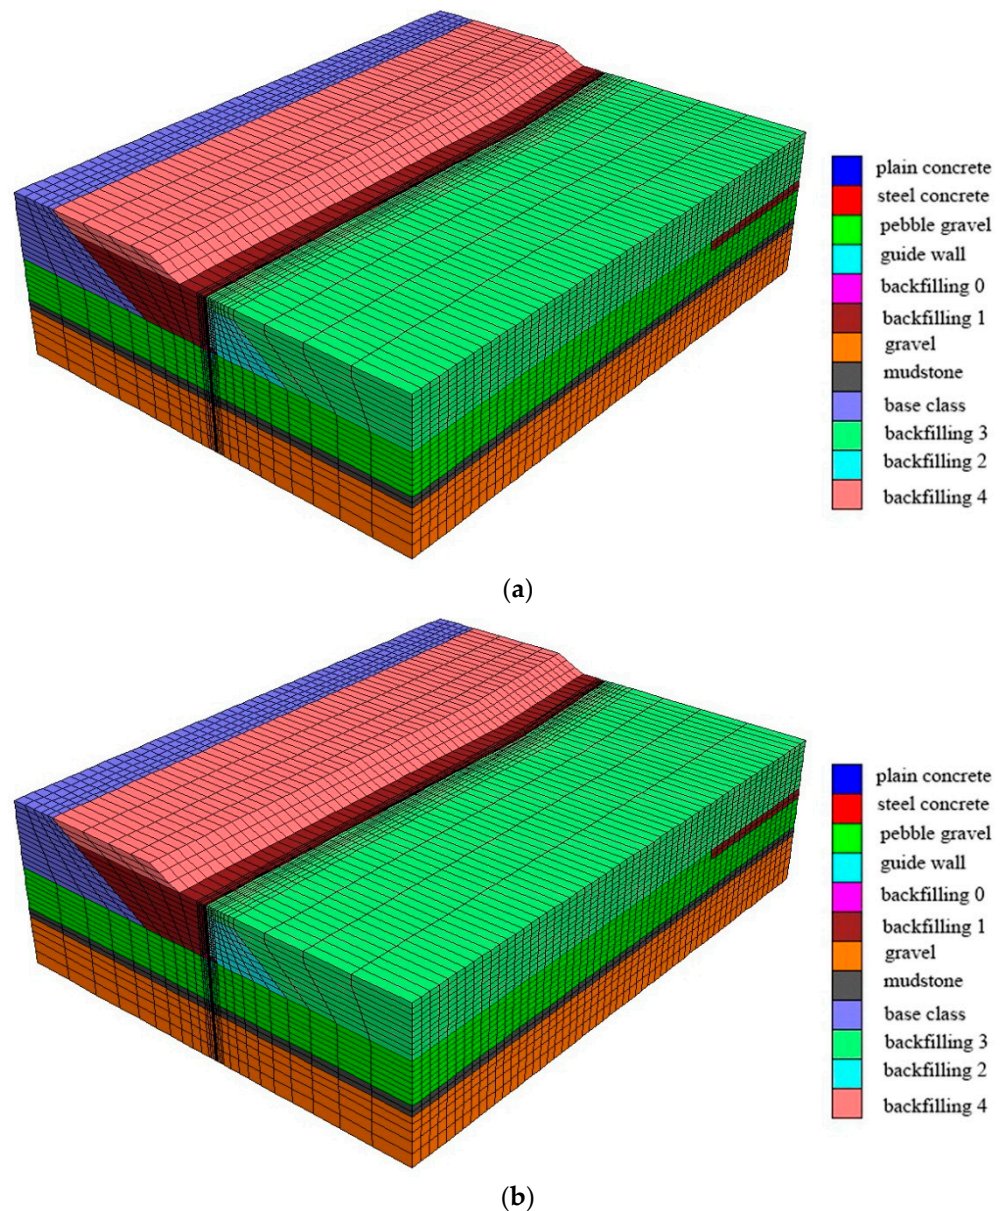 plain concrete
steel concrete
pebble gravel
guide wall
backfilling 0
backfilling 1
gravel
mudstone
base class
backfilling 3
backfilling 2
backfilling 4
(a)
plain concrete
steel concrete
pebble gravel
guide wall
backfilling 0
backfilling 1
gravel
mudstone
base class
backfilling 3
backfilling 2
backfilling 4
(b)